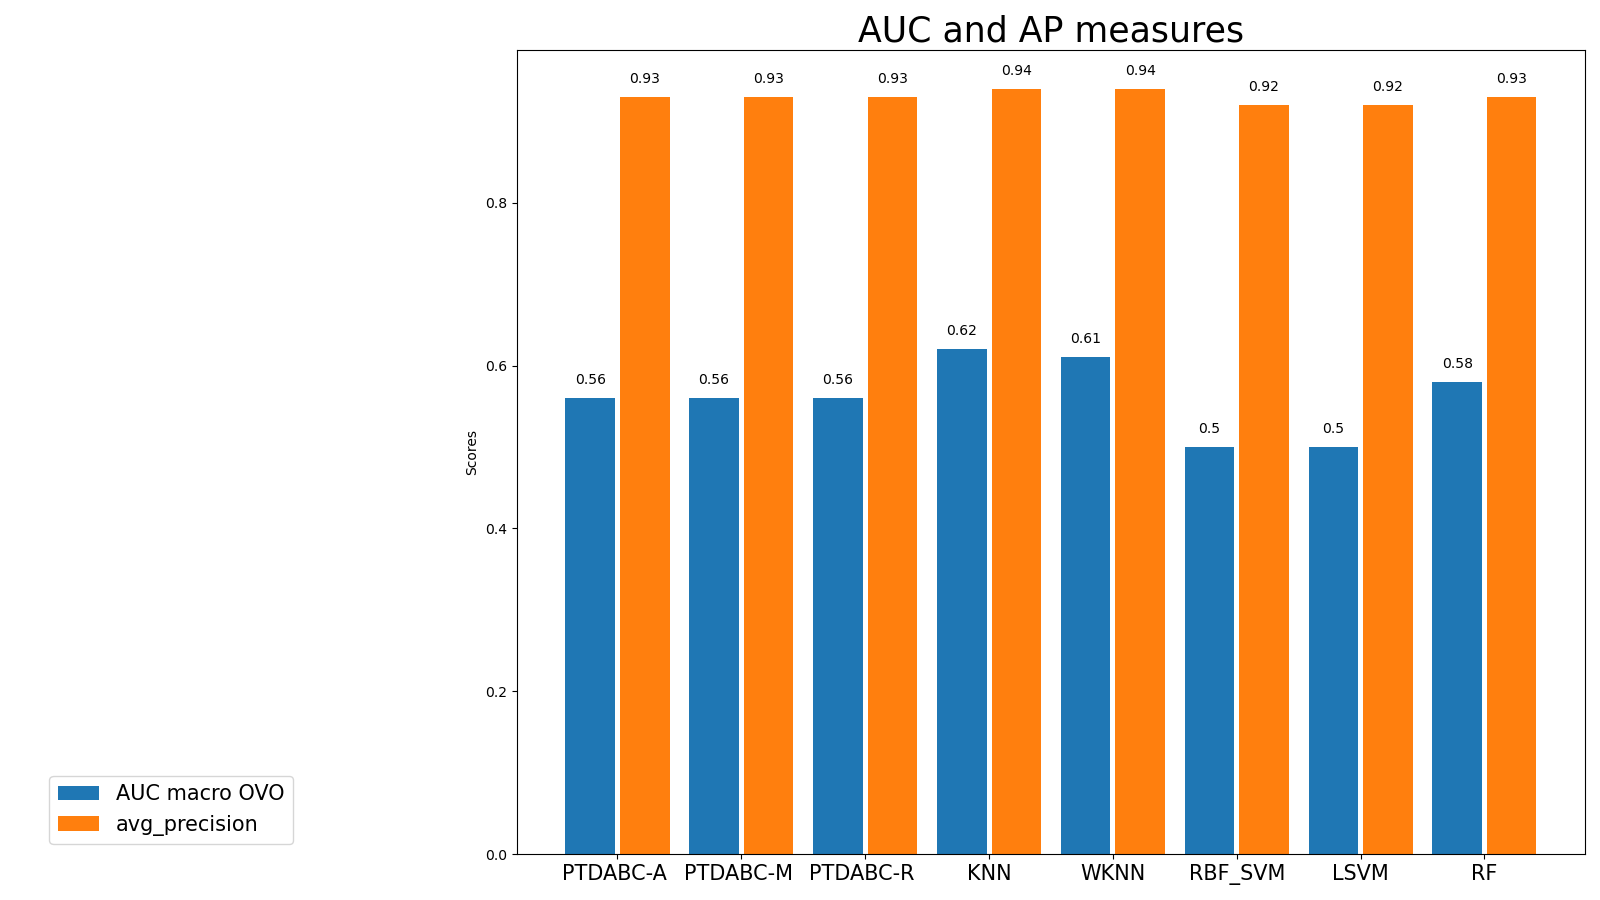 AUC and AP measures
0.93 0.93 0.93 0.94 0.94 0.92 0.92 0.93
0.56 0.56 0.56 0.62 0.61 0.5 0.5 0.58
0.8
0.6
0.4
0.2
0.0
Scores
PTDABC-A PTDABC-M PTDABC-R KNN WKNN RBF_SVM LSVM RF
AUC macro OVO
avg_precision